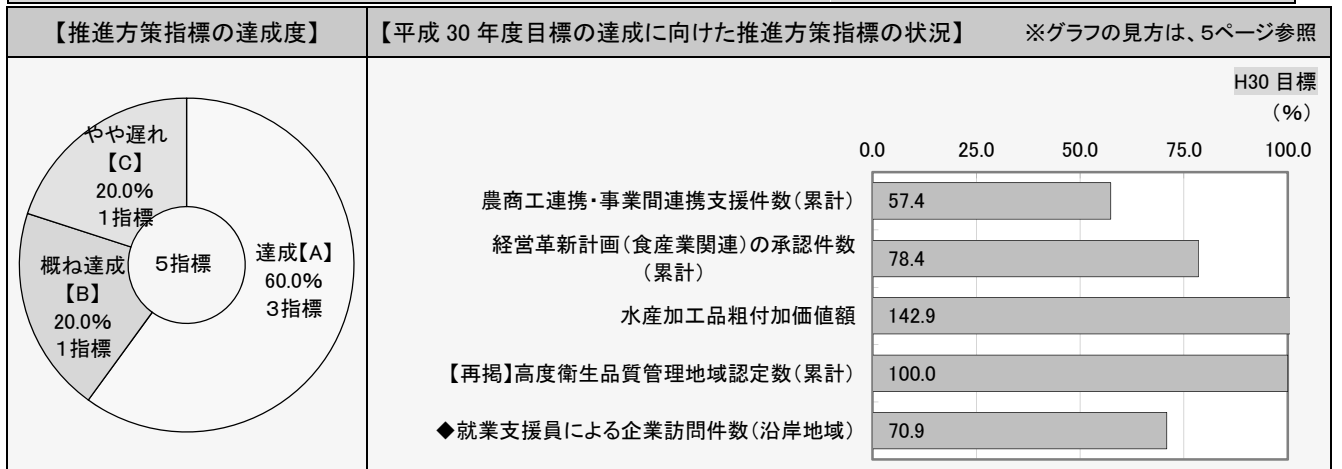 【推進方策指標の達成度】
【平成 30 年度目標の達成に向けた推進方策指標の状況】 ※グラフの見方は、5ページ参照
やや遅れ
【C】
20.0%
1指標
概ね達成
【B】
20.0%
1指標
5指標
達成【A】
60.0%
3指標
H30 目標
(%)
0.0 25.0 50.0 75.0 100.0
農商工連携・事業間連携支援件数(累計) 57.4
経営革新計画(食産業関連)の承認件数
(累計) 78.4
水産加工品粗付加価値額 142.9
【再掲】高度衛生品質管理地域認定数(累計) 100.0
◆就業支援員による企業訪問件数(沿岸地域) 70.9